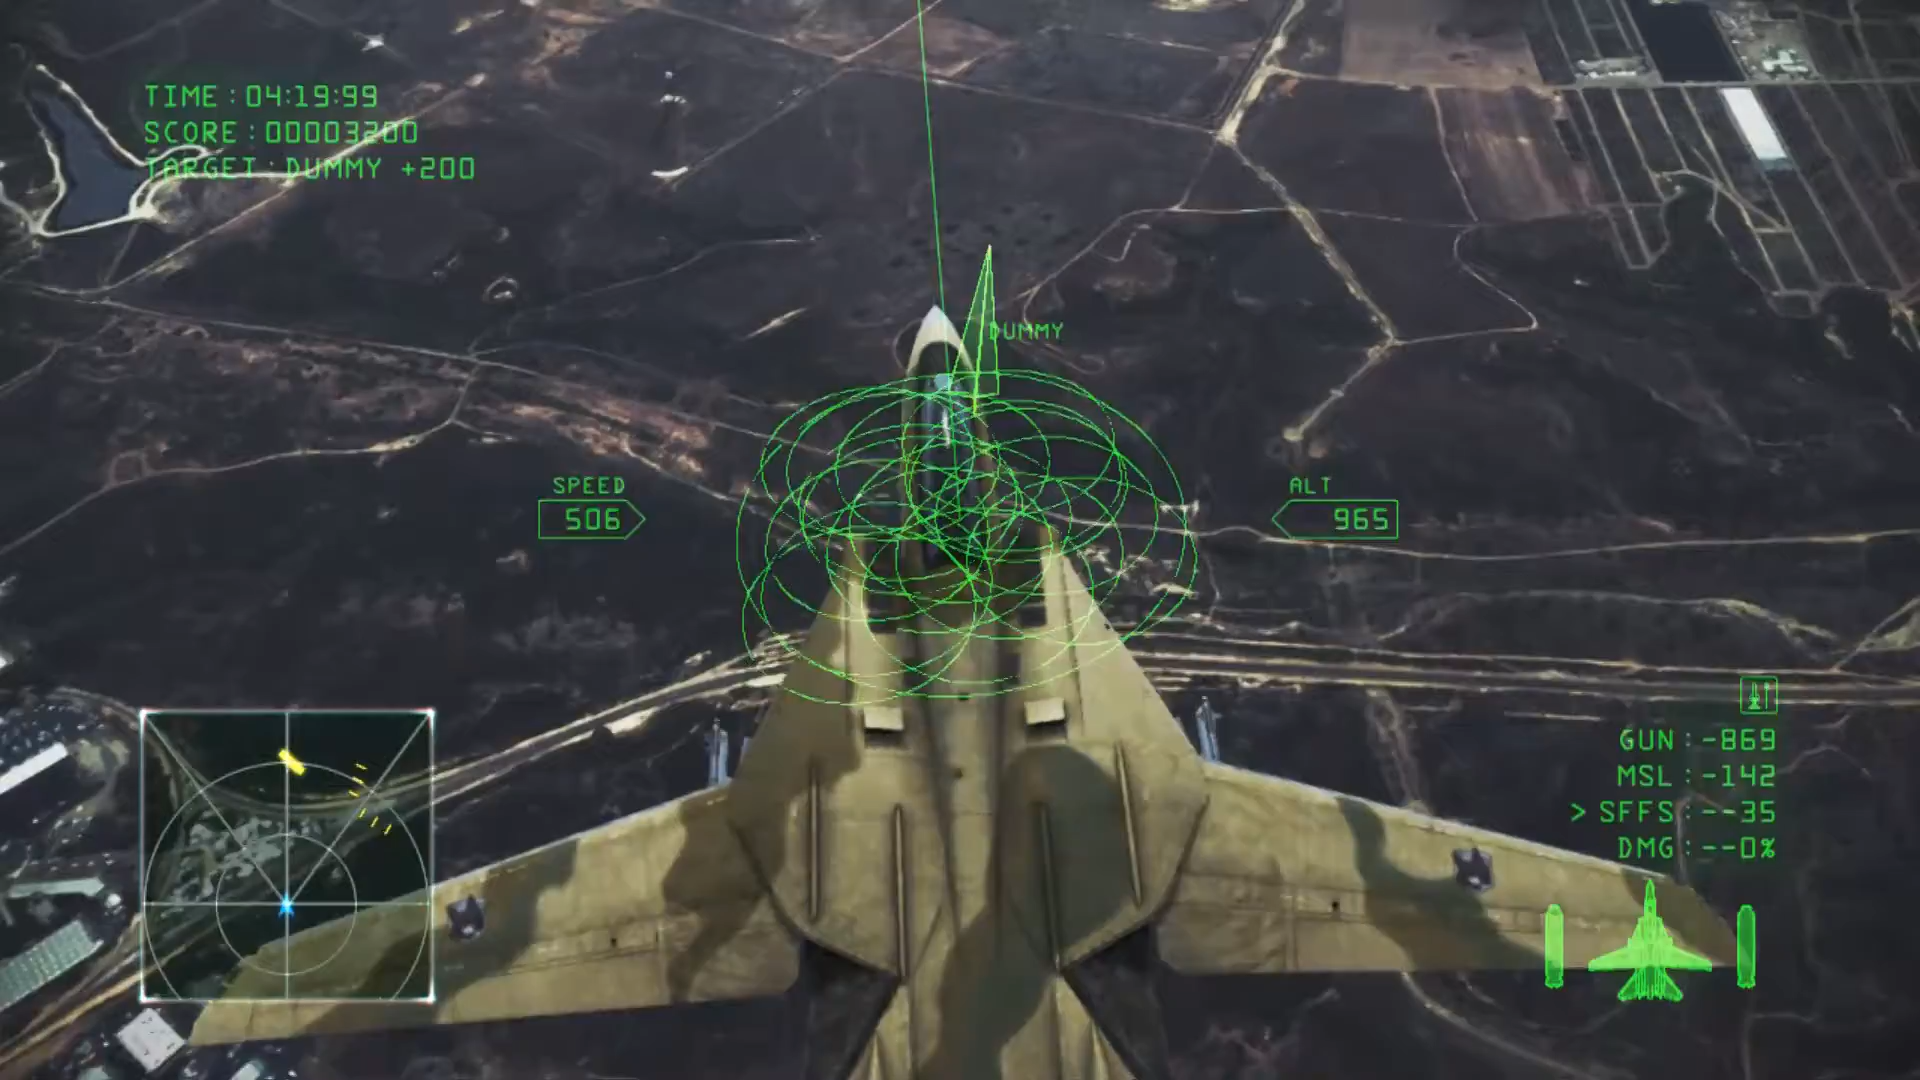 TIME : 04:19:99
SCORE : 00003200
TARGET : DUMMY +200
DUMMY
SPEED
506
ALT
965
GUN : -869
MSL : -142
> SFFS : --35
DMG : --0%